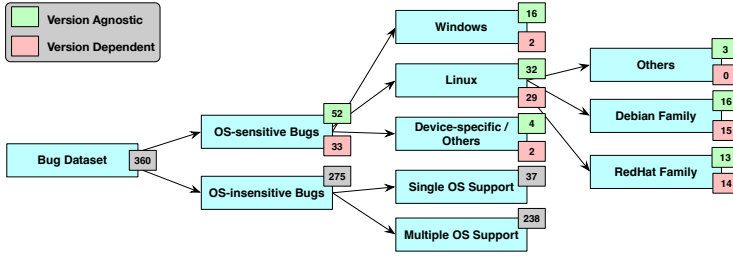 Version Agnostic
Version Dependent
Bug Dataset
360
OS-sensitive Bugs
52
33
OS-insensitive Bugs
275
Windows
16
2
Linux
32
29
Device-specific /
Others
4
2
Single OS Support
37
Multiple OS Support
238
Others
3
0
Debian Family
16
15
RedHat Family
13
14